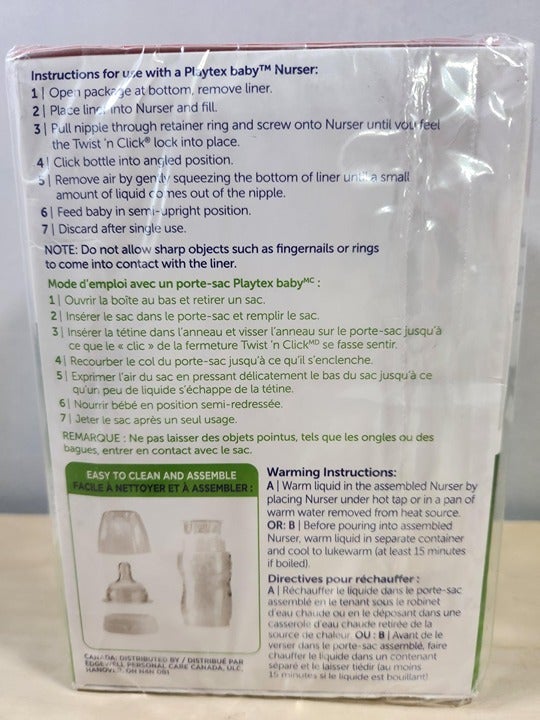 Instructions for use with a Playtex baby™ Nurser:
1 | Open package at bottom, remove liner.
2 | Place liner into Nurser and fill.
3 | Pull nipple through retainer ring and screw onto Nurser until you feel
the Twist 'n Click® lock into place.
4 | Click bottle into angled position.
5 | Remove air by gently squeezing the bottom of liner until a small
amount of liquid comes out of the nipple.
6 | Feed baby in semi-upright position.
7 | Discard after single use.
NOTE: Do not allow sharp objects such as fingernails or rings
to come into contact with the liner.
Mode d'emploi avec un porte-sac Playtex babyMC :
1 | Ouvrir la boîte au bas et retirer un sac.
2 | Insérer le sac dans le porte-sac et remplir le sac.
3 | Insérer la tétine dans l'anneau et visser l'anneau sur le porte-sac jusqu'à
ce que le « clic » de la fermeture Twist 'n ClickMD se fasse sentir.
4 | Recourber le col du porte-sac jusqu'à ce qu'il s'enclenche.
5 | Exprimer l'air du sac en pressant délicatement le bas du sac jusqu'à ce
qu'un peu de liquide s'échappe de la tétine.
6 | Nourrir bébé en position semi-redressée.
7 | Jeter le sac après un seul usage.
REMARQUE : Ne pas laisser des objets pointus, tels que les ongles ou des
bagues, entrer en contact avec le sac.
EASY TO CLEAN AND ASSEMBLE
FACILE À NETTOYER ET À ASSEMBLER :
CANADA: DISTRIBUTED BY / DISTRIBUÉ PAR
EDGEWELL PERSONAL CARE CANADA, ULC,
HANOVER, ON N4N 0B1
Warming Instructions:
A | Warm liquid in the assembled Nurser by
placing Nurser under hot tap or in a pan of
warm water removed from heat source.
OR: B | Before pouring into assembled
Nurser, warm liquid in separate container
and cool to lukewarm (at least 15 minutes
if boiled).
Directives pour réchauffer :
A | Réchauffer le liquide dans le porte-sac
assemblé en le tenant sous le robinet
d'eau chaude ou en le déposant dans une
casserole d'eau chaude retirée de la
source de chaleur. OU : B | Avant de le
verser dans le porte-sac assemblé, faire
chauffer le liquide dans un contenant
séparé et le laisser tiédir (au moins
15 minutes si le liquide est bouillant).